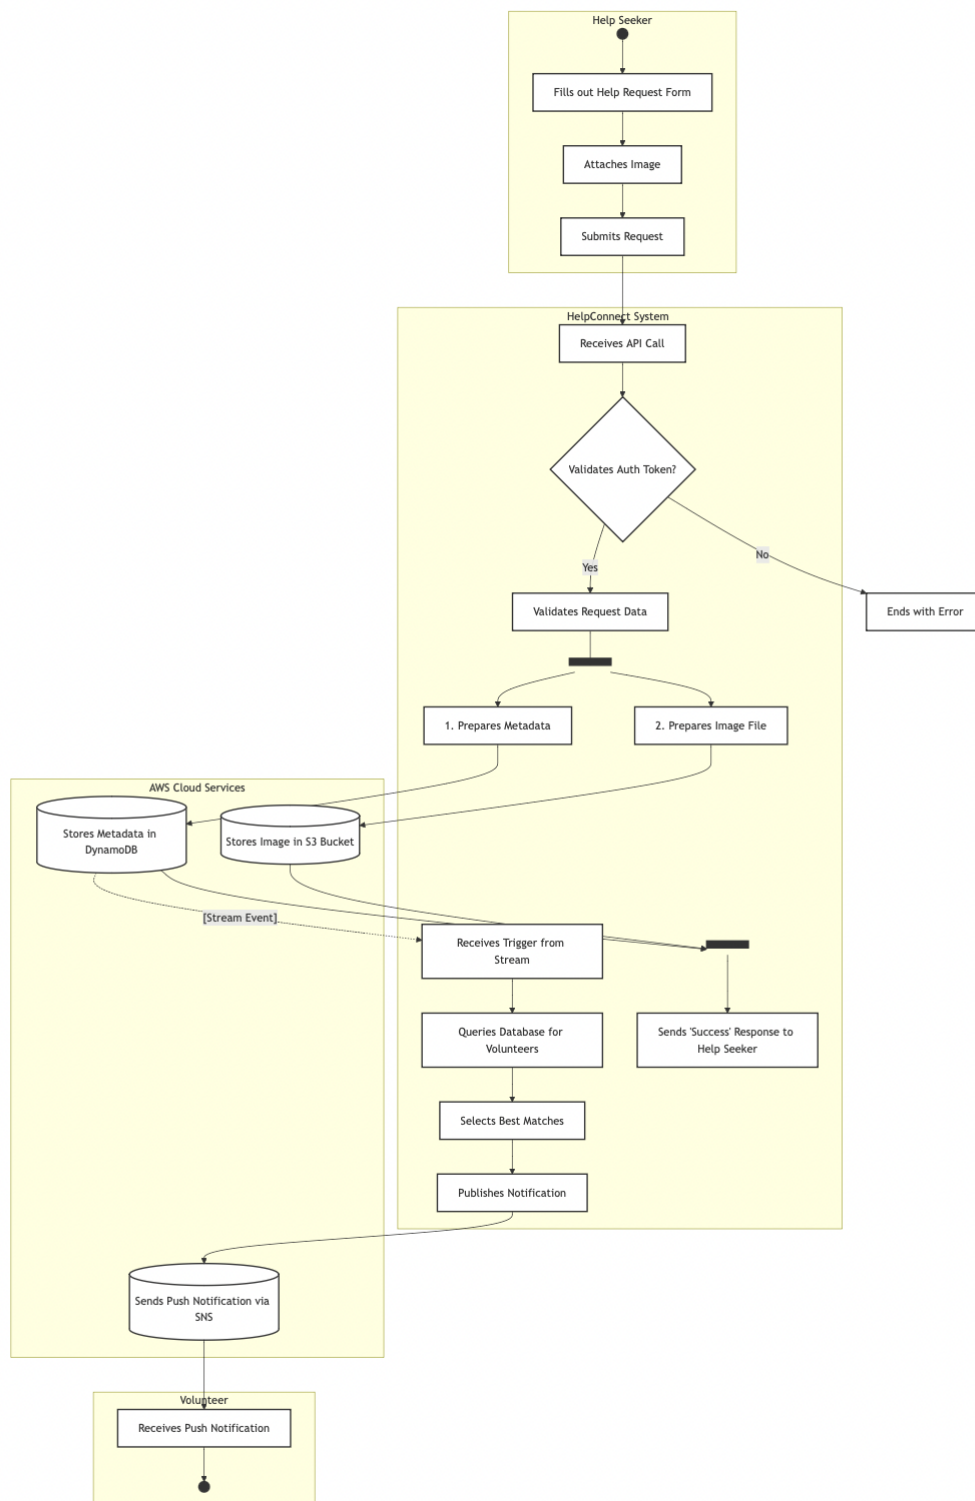 Help Seeker
Fills out Help Request Form
Attaches Image
Submits Request
HelpConnect System
Receives API Call
Validates Auth Token?
No
Yes
Validates Request Data
Ends with Error
1. Prepares Metadata
2. Prepares Image File
AWS Cloud Services
Stores Metadata in
DynamoDB
Stores Image in S3 Bucket
[Stream Event]
Receives Trigger from
Stream
Queries Database for
Volunteers
Sends 'Success' Response to
Help Seeker
Selects Best Matches
Publishes Notification
Sends Push Notification via
SNS
Volunteer
Receives Push Notification